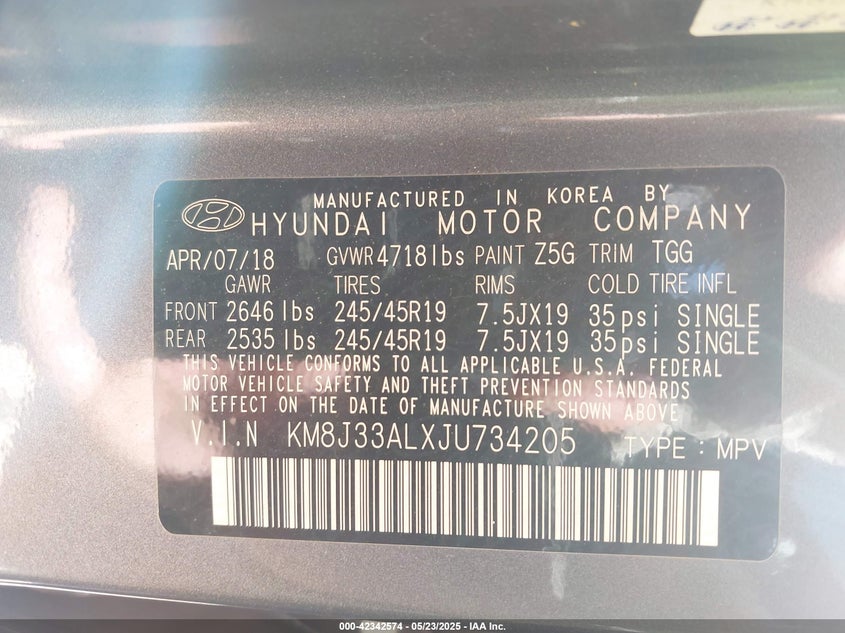 MANUFACTURED IN KOREA BY
HYUNDAI MOTOR COMPANY
APR/07/18 GVWR 4718 lbs PAINT Z5G TRIM TGG
GAWR TIRES RIMS COLD TIRE INFL
FRONT 2646 lbs 245/45R19 7.5JX19 35psi SINGLE
REAR 2535 lbs 245/45R19 7.5JX19 35psi SINGLE
THIS VEHICLE CONFORMS TO ALL APPLICABLE U.S.A. FEDERAL
MOTOR VEHICLE SAFETY AND THEFT PREVENTION STANDARDS
IN EFFECT ON THE DATE OF MANUFACTURE SHOWN ABOVE
V.I.N KM8J33ALXJU734205 TYPE: MPV
000-42342574 — 05/23/2025 — IAA Inc.